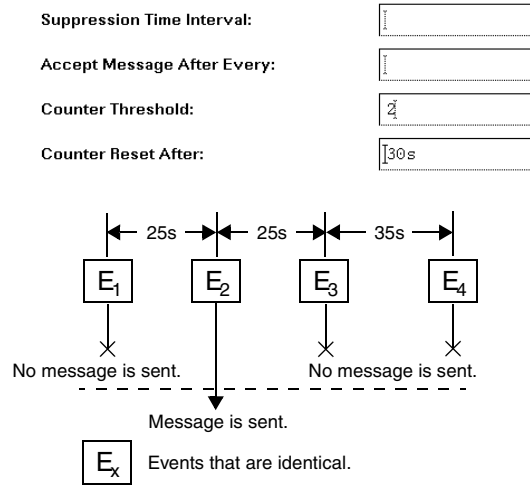 Suppression Time Interval:
Accept Message After Every:
Counter Threshold: 2
Counter Reset After: 30s
25s 25s 35s
E1 E2 E3 E4
No message is sent. No message is sent.
Message is sent.
Ex Events that are identical.